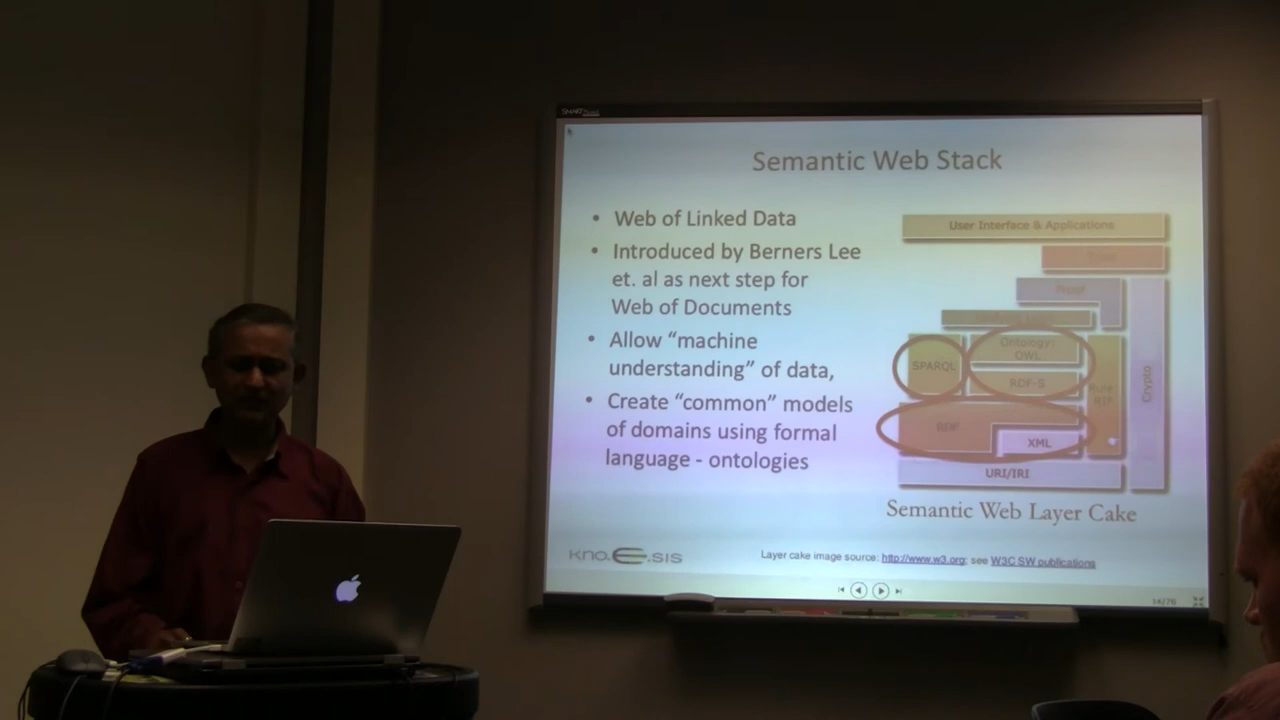 SMART
Semantic Web Stack
• Web of Linked Data
• Introduced by Berners Lee
et. al as next step for
Web of Documents
• Allow “machine
understanding” of data,
• Create “common” models
of domains using formal
language - ontologies
User Interface & Applications
Proof
Ontology:
OWL
SPARQL
RDF-S
Rule:
RIF
Crypto
RDF
XML
URI/IRI
Semantic Web Layer Cake
kno.e.sis
Layer cake image source: http://www.w3.org; see W3C SW publications
14/76